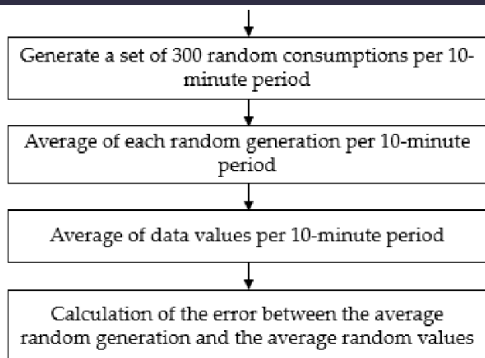 Generate a set of 300 random consumptions per 10-
minute period
Average of each random generation per 10-minute
period
Average of data values per 10-minute period
Calculation of the error between the average
random generation and the average random values